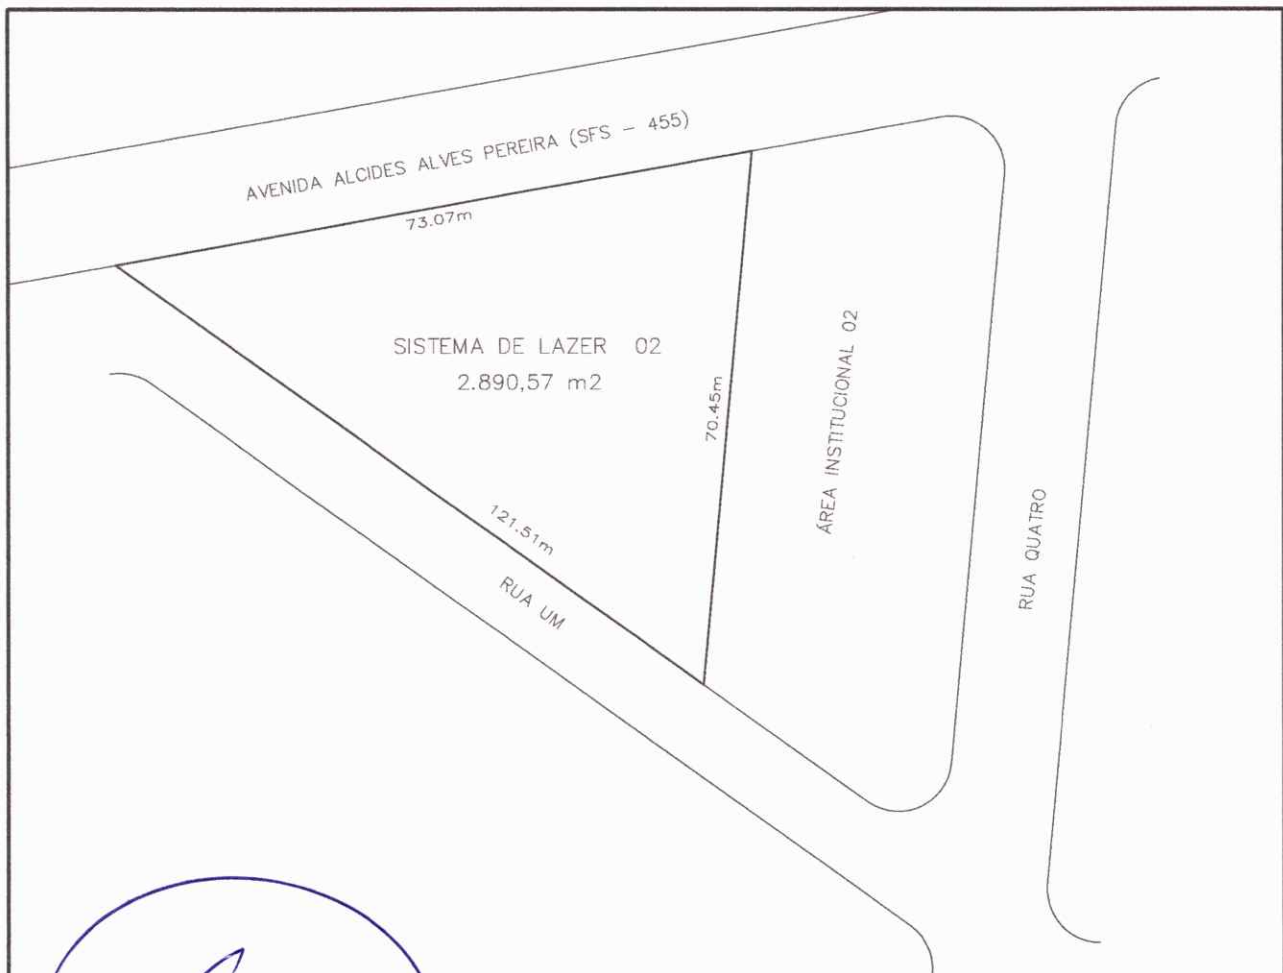 AVENIDA ALCIDES ALVES PEREIRA (SFS - 455)
73.07m
SISTEMA DE LAZER 02
2.890,57 m2
70.45m
ÁREA INSTITUCIONAL 02
121.51m
RUA UM
RUA QUATRO